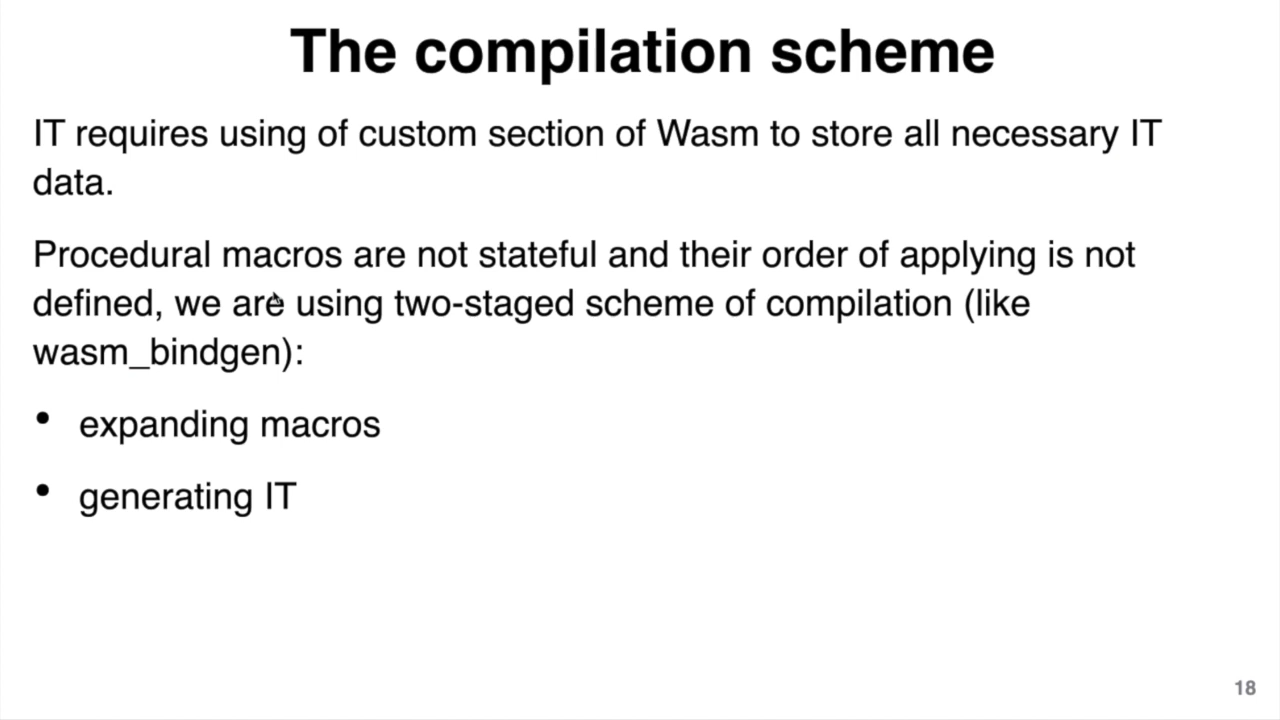 The compilation scheme
IT requires using of custom section of Wasm to store all necessary IT
data.
Procedural macros are not stateful and their order of applying is not
defined, we are using two-staged scheme of compilation (like
wasm_bindgen):
• expanding macros
• generating IT
18